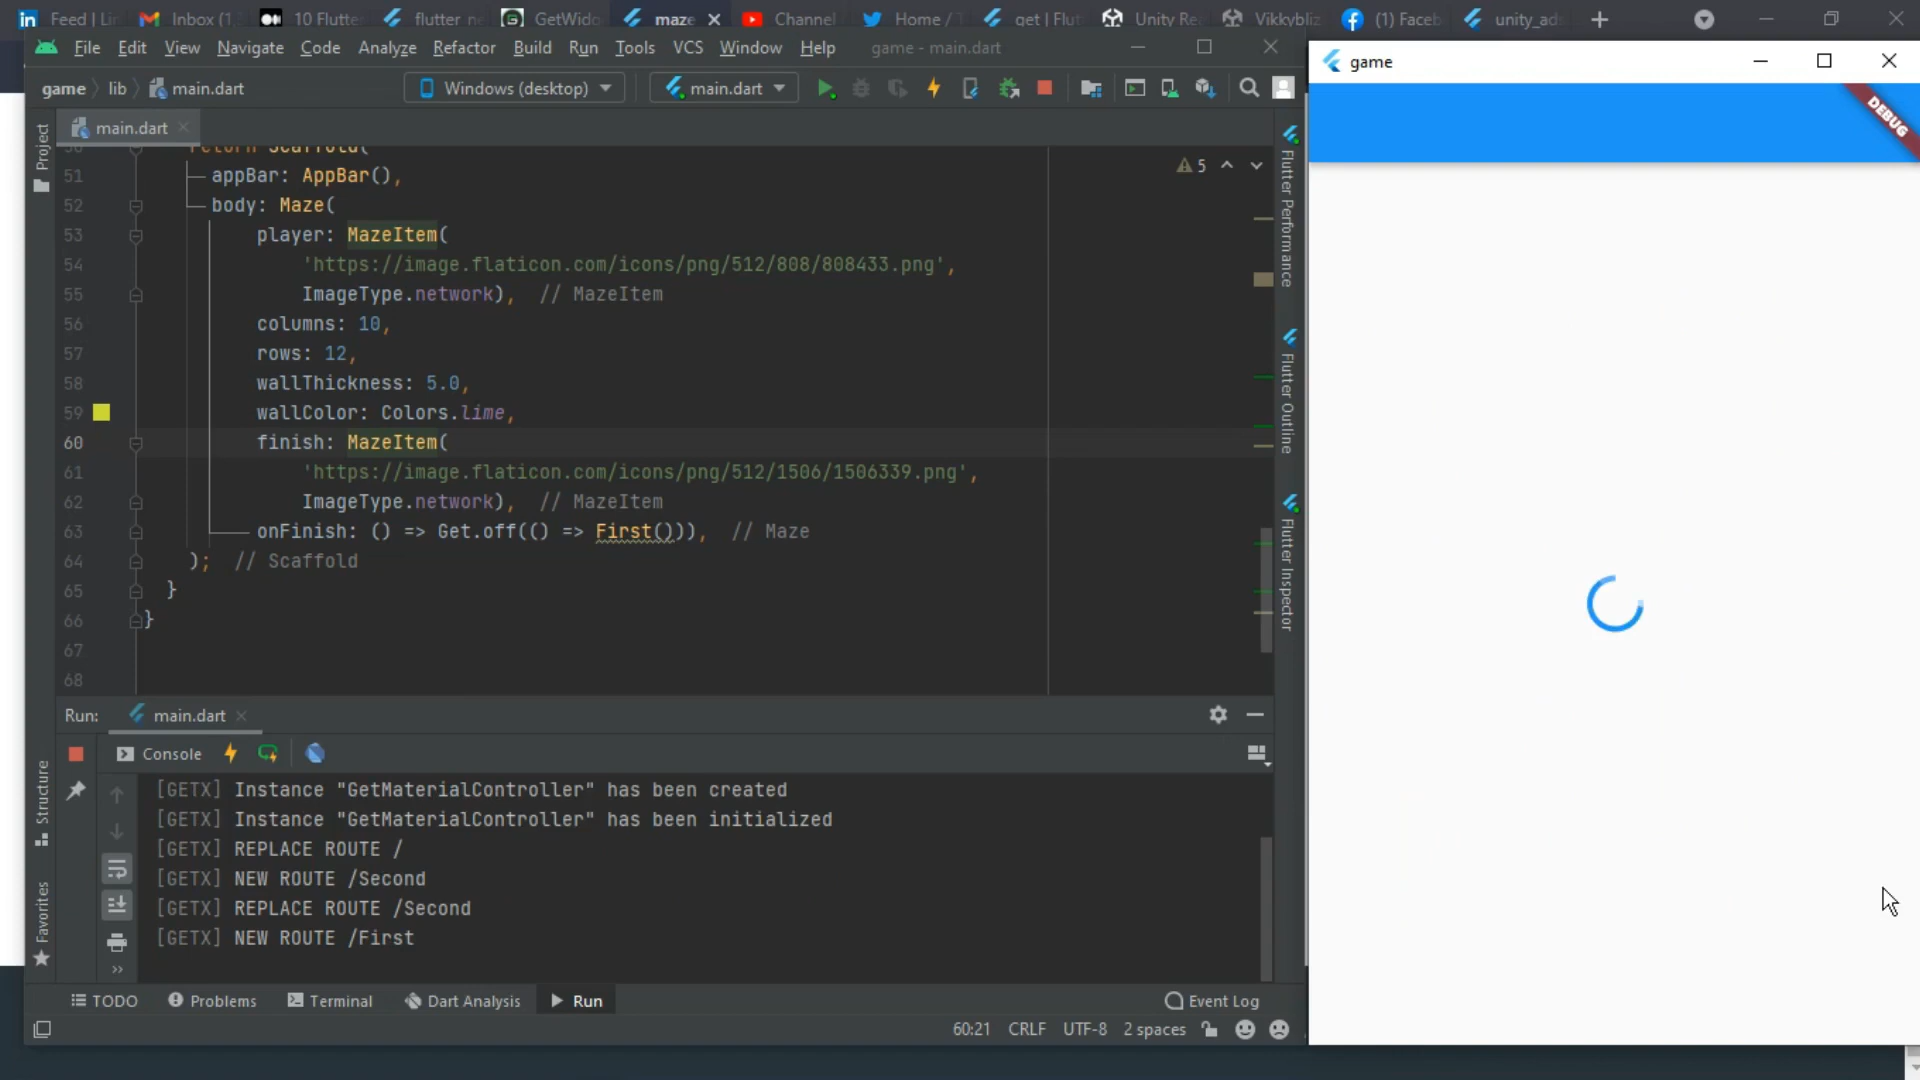 Feed | Lin
Inbox (1,3
10 Flutter
flutter_ne
GetWidg
maze
Channel
Home / T
get | Flut
Unity Re
Vikkybliz
(1) Faceb
unity_ad
File Edit View Navigate Code Analyze Refactor Build Run Tools VCS Window Help game - main.dart
game lib main.dart Windows (desktop) main.dart
main.dart
50 return Scaffold(
51 appBar: AppBar(),
52 body: Maze(
53 player: MazeItem(
54 'https://image.flaticon.com/icons/png/512/808/808433.png',
55 ImageType.network), // MazeItem
56 columns: 10,
57 rows: 12,
58 wallThickness: 5.0,
59 wallColor: Colors.lime,
60 finish: MazeItem(
61 'https://image.flaticon.com/icons/png/512/1506/1506339.png',
62 ImageType.network), // MazeItem
63 onFinish: () => Get.off(() => First())), // Maze
64 ); // Scaffold
65 }
66 }
67
68
5
Project
Structure
Favorites
Flutter Performance
Flutter Outline
Flutter Inspector
Run: main.dart
Console
[GETX] Instance "GetMaterialController" has been created
[GETX] Instance "GetMaterialController" has been initialized
[GETX] REPLACE ROUTE /
[GETX] NEW ROUTE /Second
[GETX] REPLACE ROUTE /Second
[GETX] NEW ROUTE /First
TODO Problems Terminal Dart Analysis Run Event Log
60:21 CRLF UTF-8 2 spaces
game
DEBUG